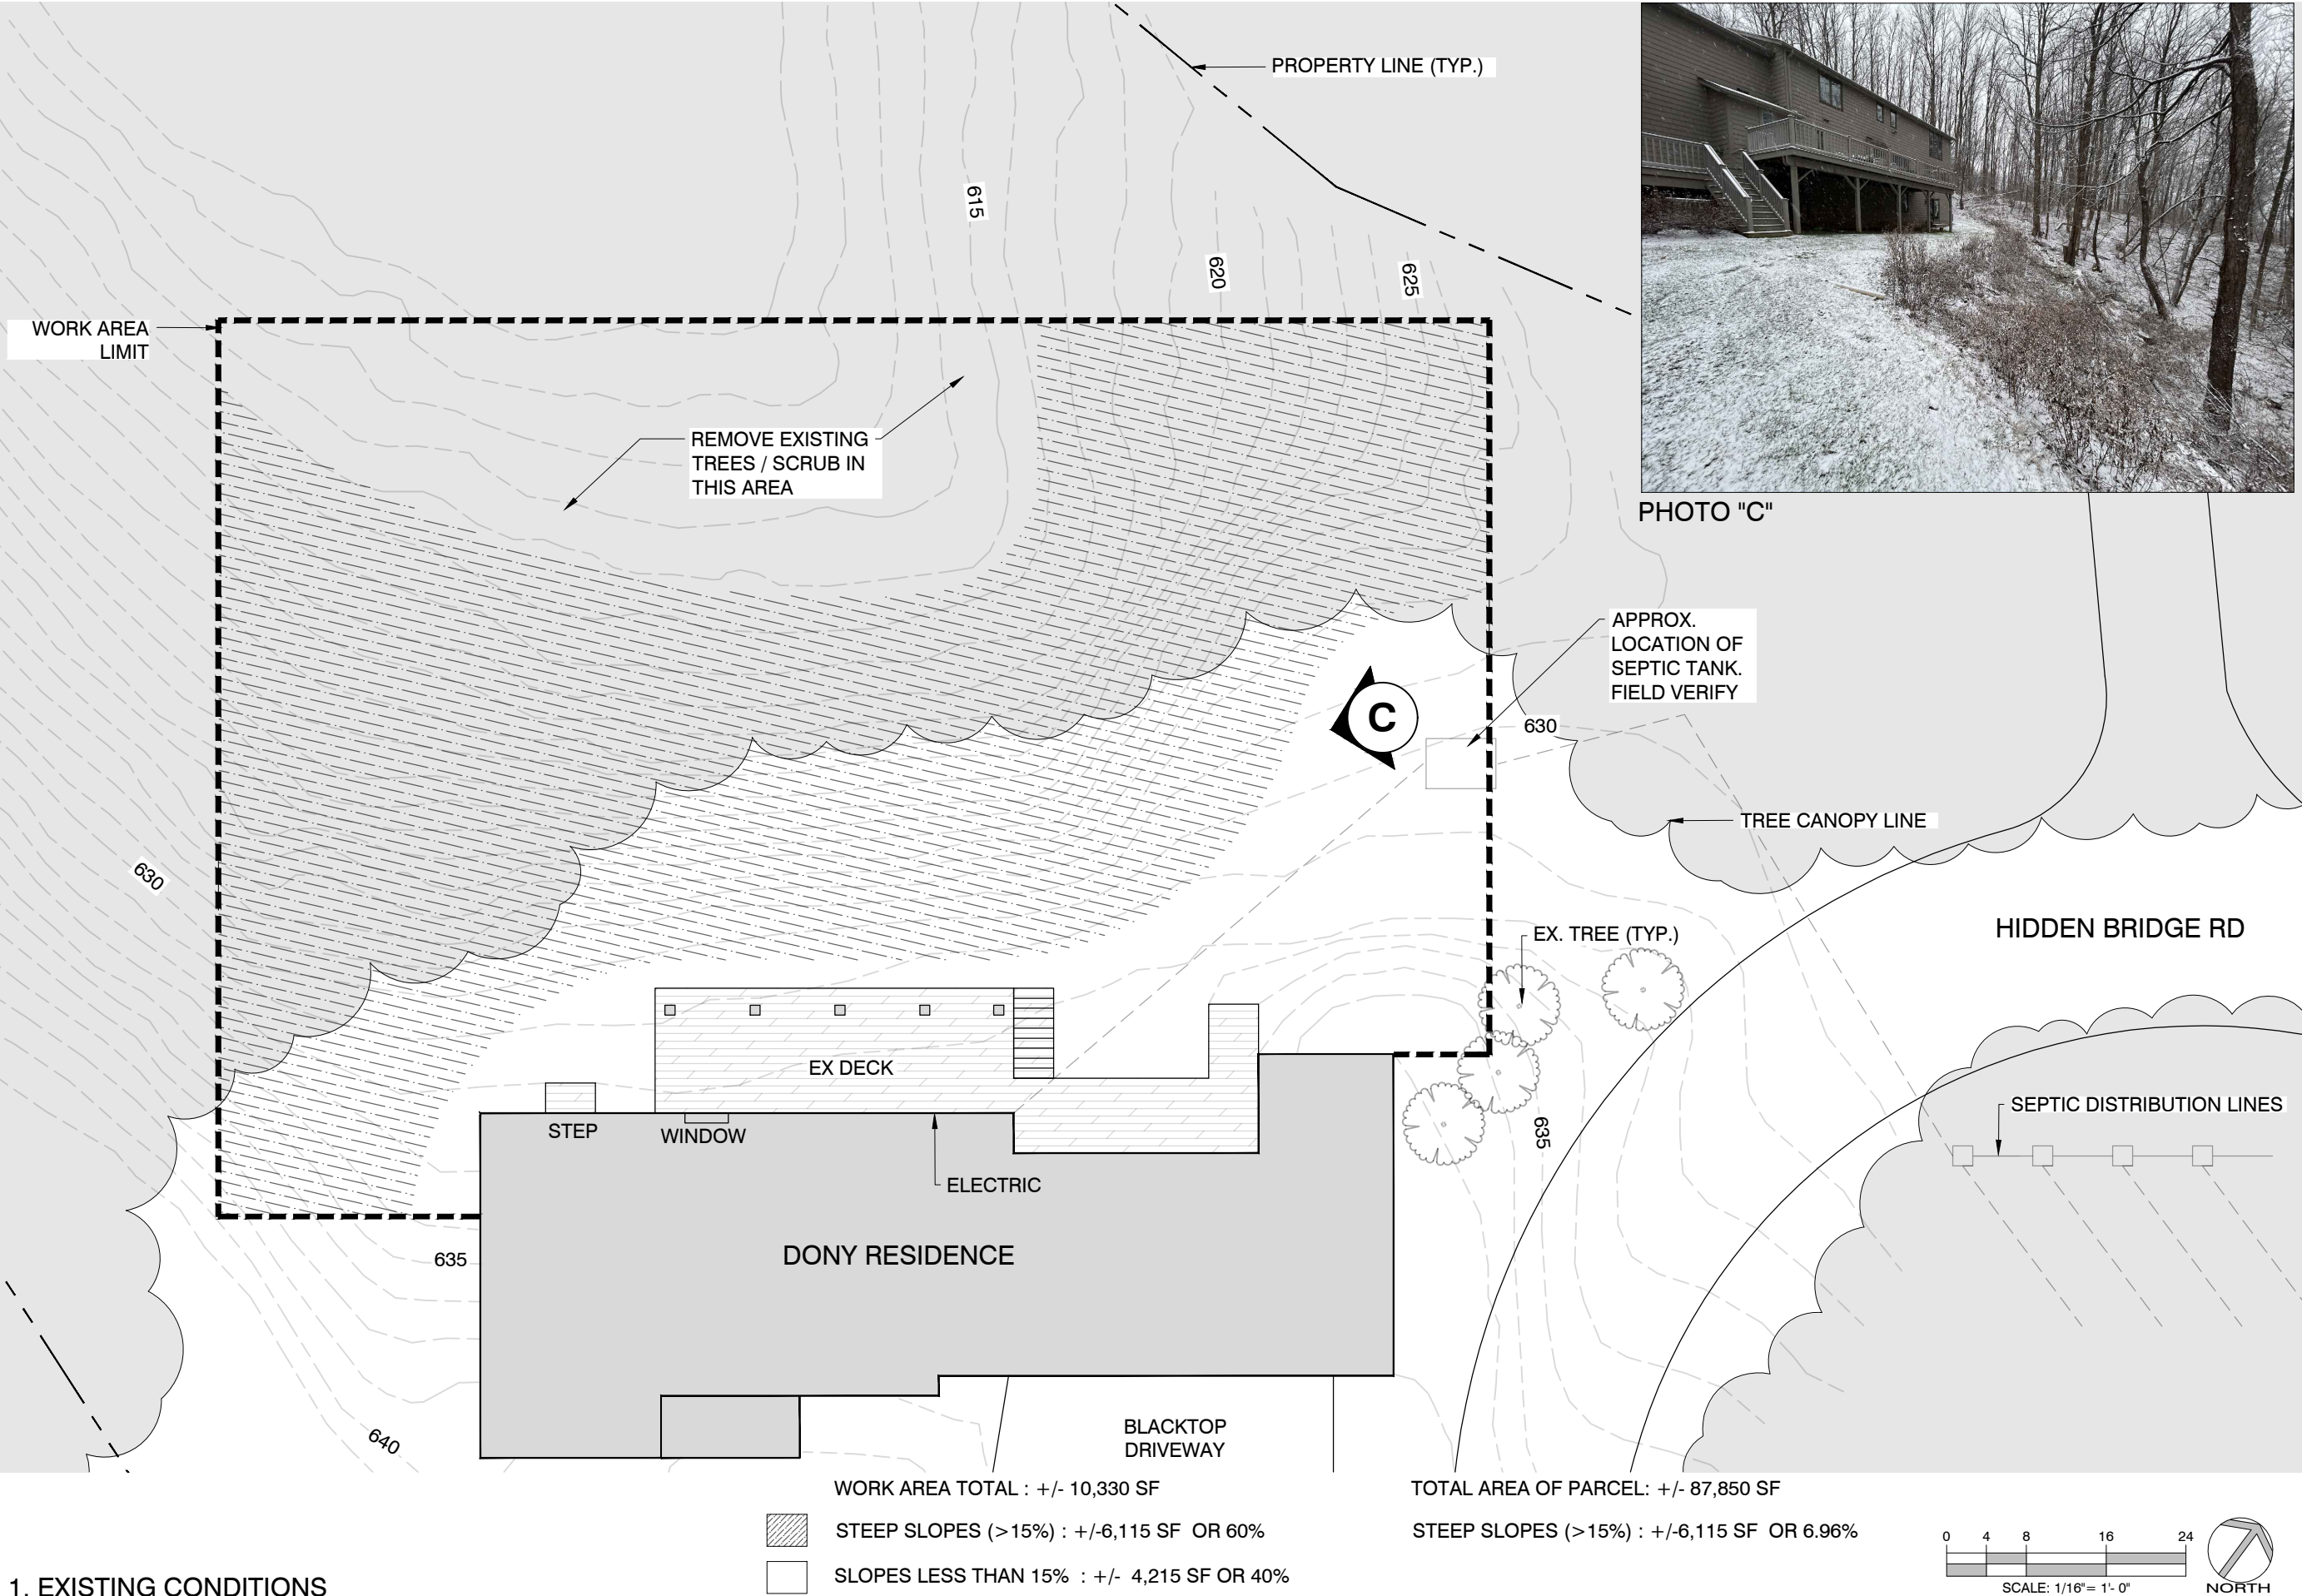 PROPERTY LINE (TYP.)
615
620
625
WORK AREA
LIMIT
REMOVE EXISTING
TREES / SCRUB IN
THIS AREA
PHOTO "C"
APPROX.
LOCATION OF
SEPTIC TANK.
FIELD VERIFY
C
630
TREE CANOPY LINE
630
HIDDEN BRIDGE RD
EX. TREE (TYP.)
EX DECK
STEP
WINDOW
635
SEPTIC DISTRIBUTION LINES
ELECTRIC
635
DONY RESIDENCE
640
BLACKTOP
DRIVEWAY
WORK AREA TOTAL : +/- 10,330 SF
TOTAL AREA OF PARCEL: +/- 87,850 SF
STEEP SLOPES (>15%) : +/-6,115 SF OR 60%
STEEP SLOPES (>15%) : +/-6,115 SF OR 6.96%
SLOPES LESS THAN 15% : +/- 4,215 SF OR 40%
0 4 8 16 24
SCALE: 1/16"= 1'- 0"
NORTH
1. EXISTING CONDITIONS